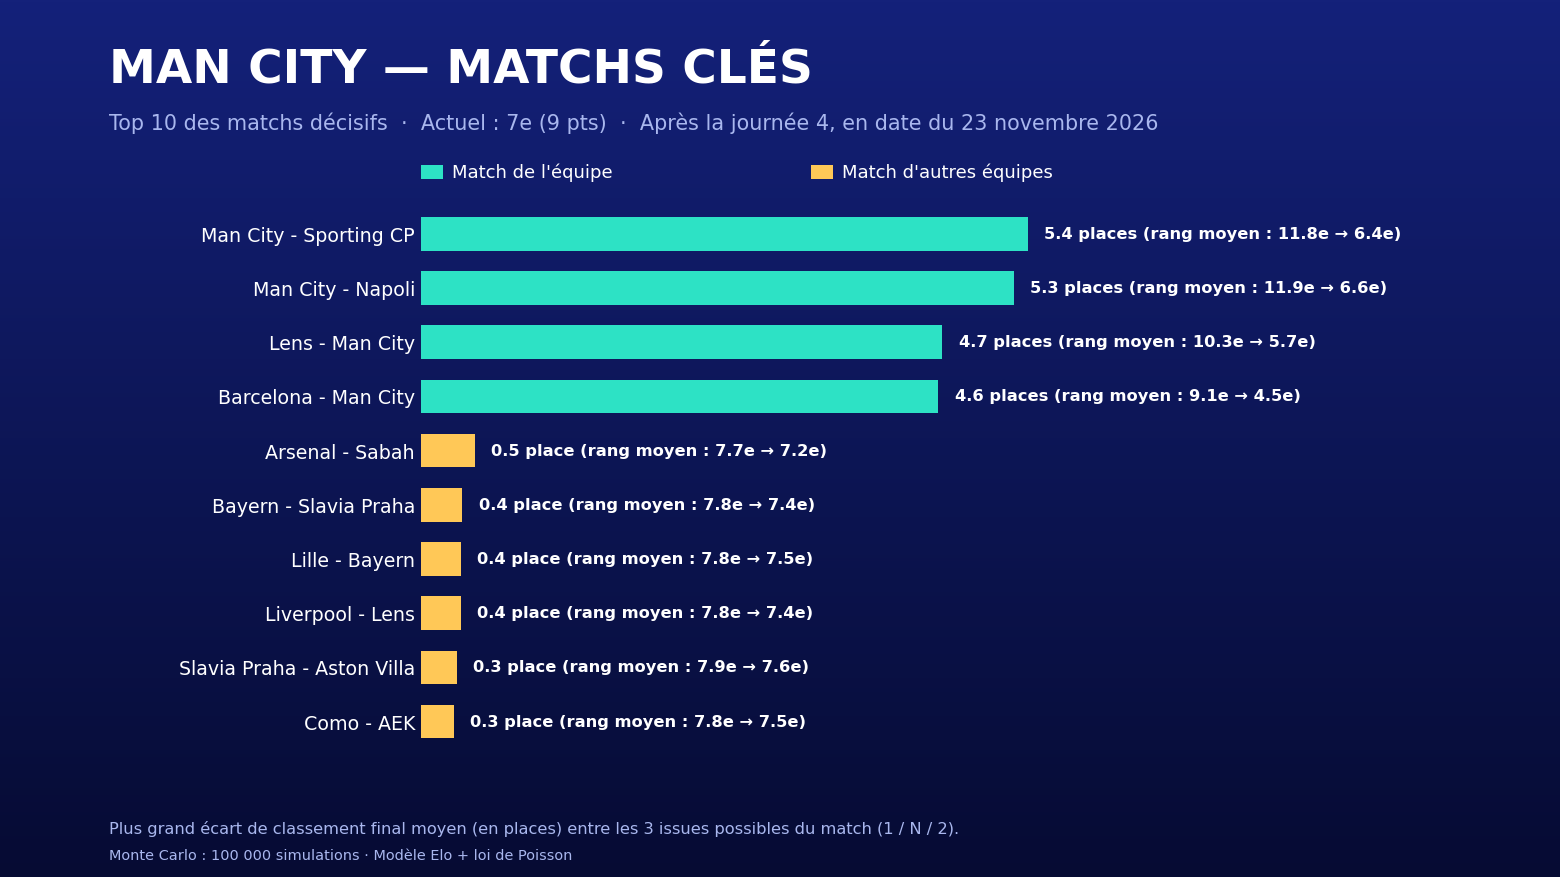 MAN CITY — MATCHS CLÉS
Top 10 des matchs décisifs · Actuel : 7e (9 pts) · Après la journée 4, en date du 23 novembre 2026
Match de l'équipe
Match d'autres équipes
Man City - Sporting CP 5.4 places (rang moyen : 11.8e → 6.4e)
Man City - Napoli 5.3 places (rang moyen : 11.9e → 6.6e)
Lens - Man City 4.7 places (rang moyen : 10.3e → 5.7e)
Barcelona - Man City 4.6 places (rang moyen : 9.1e → 4.5e)
Arsenal - Sabah 0.5 place (rang moyen : 7.7e → 7.2e)
Bayern - Slavia Praha 0.4 place (rang moyen : 7.8e → 7.4e)
Lille - Bayern 0.4 place (rang moyen : 7.8e → 7.5e)
Liverpool - Lens 0.4 place (rang moyen : 7.8e → 7.4e)
Slavia Praha - Aston Villa 0.3 place (rang moyen : 7.9e → 7.6e)
Como - AEK 0.3 place (rang moyen : 7.8e → 7.5e)
Plus grand écart de classement final moyen (en places) entre les 3 issues possibles du match (1 / N / 2).
Monte Carlo : 100 000 simulations · Modèle Elo + loi de Poisson